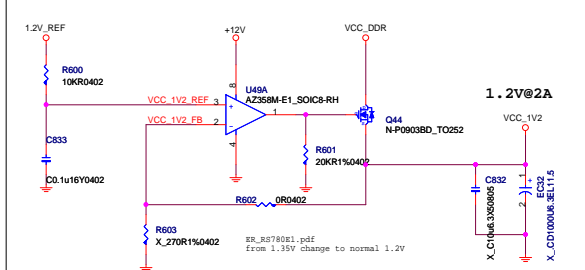 1.2V_REF
+12V
VCC_DDR
R600
10KR0402
8
U49A
AZ358M-E1_SOIC8-RH
1.2V@2A
VCC_1V2_REF 3
+
1
VCC_1V2_FB 2
-
4
Q44
N-P0903BD_TO252
VCC_1V2
C833
C0.1u16Y0402
R601
20KR1%0402
C832
X_C10u6.3X50805
1
+
2
EC32
X_CD1000U6.3EL11.5
R602 0R0402
R603
X_270R1%0402
ER_RS780E1.pdf
from 1.35V change to normal 1.2V